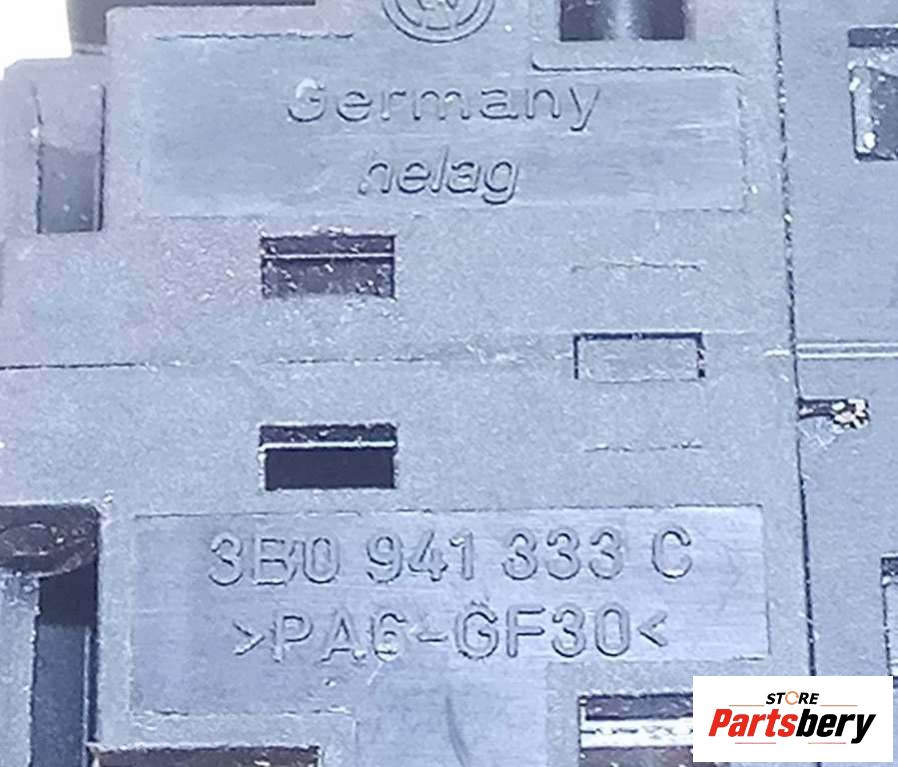 Germany
helag
3B0 941 333 C
>PA6-GF30<
STORE
Partsbery